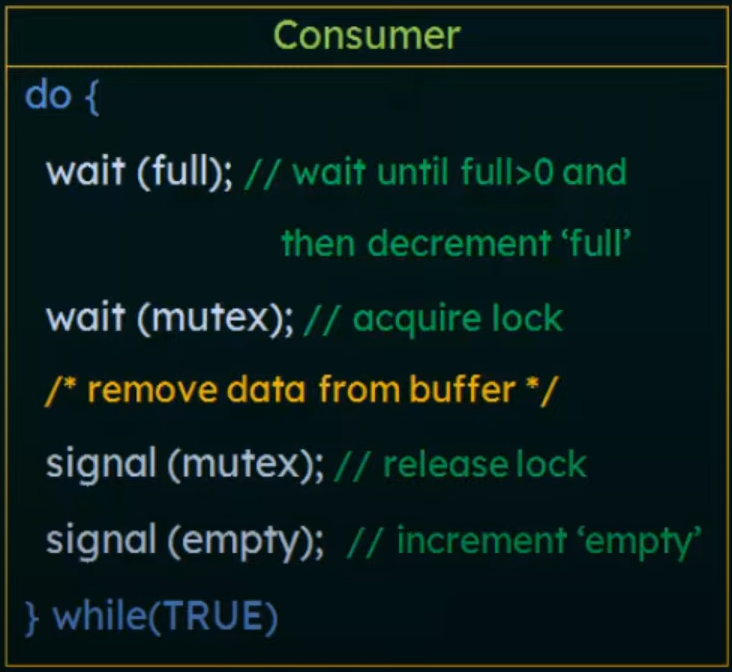 Consumer
do {
wait (full); // wait until full>0 and
then decrement ‘full’
wait (mutex); // acquire lock
/* remove data from buffer */
signal (mutex); // release lock
signal (empty); // increment ‘empty’
} while(TRUE)